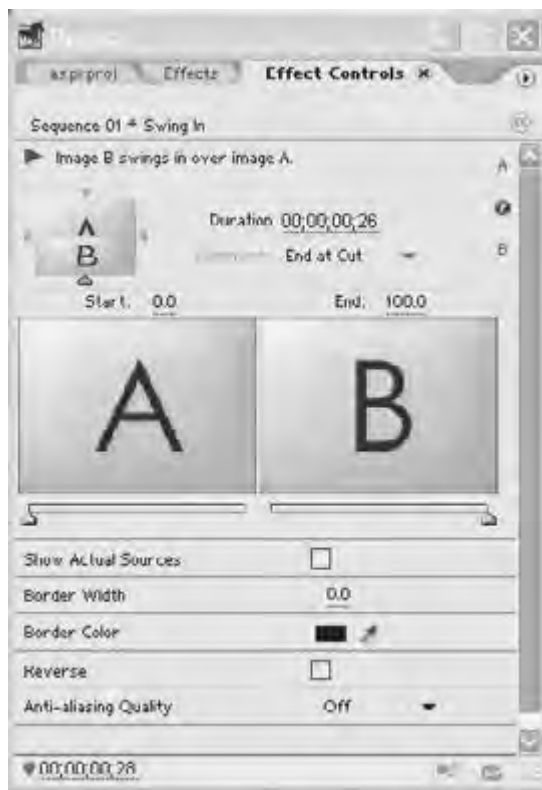 Effects Effect Controls ×
Sequence 01 * Swing In
Image B swings in over image A.
A
Duration 00;00;00;26
A
B
End at Cut
B
Start: 0.0 End: 100.0
A B
Show Actual Sources
Border Width 0.0
Border Color
Reverse
Anti-aliasing Quality Off
00;00;00;28